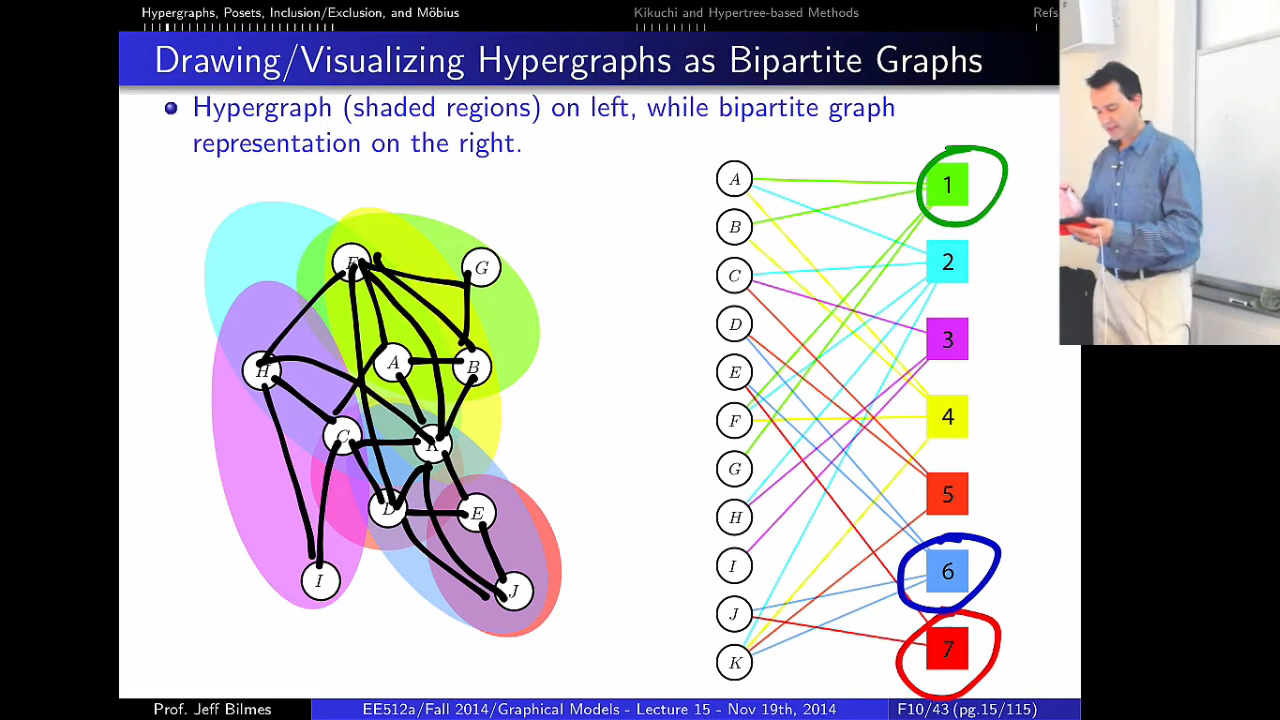 Hypergraphs, Posets, Inclusion/Exclusion, and Möbius Kikuchi and Hypertree-based Methods Refs
Drawing/Visualizing Hypergraphs as Bipartite Graphs
Hypergraph (shaded regions) on left, while bipartite graph
representation on the right.
F
G
A
B
H
C
K
D
E
I
J
A
B
C
D
E
F
G
H
I
J
K
1
2
3
4
5
6
7
Prof. Jeff Bilmes EE512a/Fall 2014/Graphical Models - Lecture 15 - Nov 19th, 2014 F10/43 (pg.15/115)